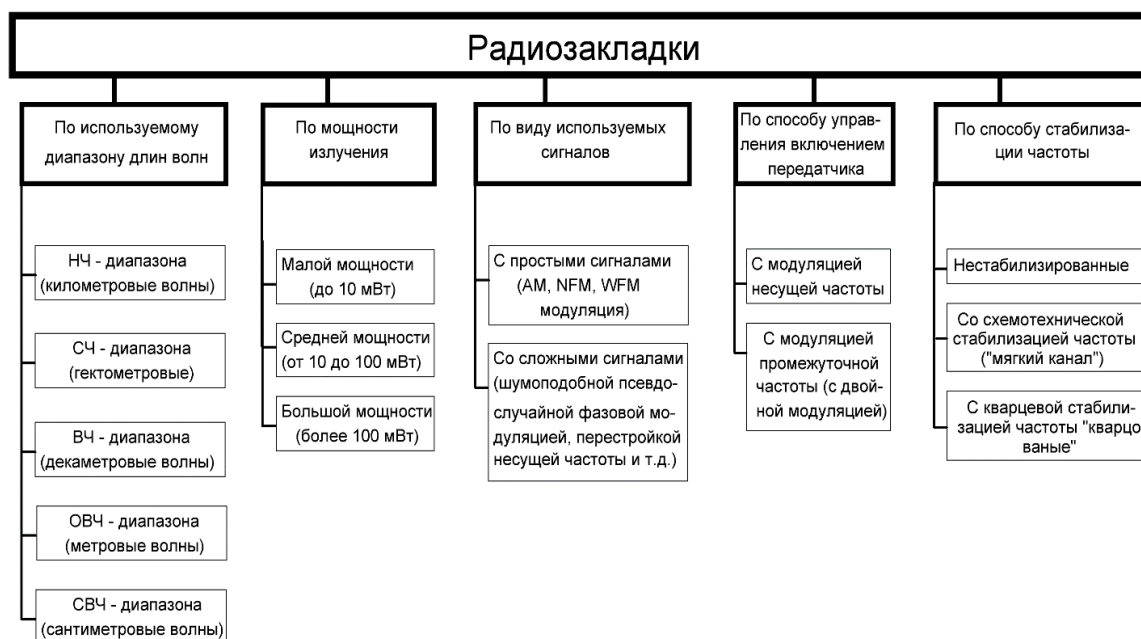 Радиозакладки
По используемому
диапазону длин волн
НЧ - диапазона
(километровые волны)
СЧ - диапазона
(гектометровые)
ВЧ - диапазона
(декаметровые волны)
ОВЧ - диапазона
(метровые волны)
СВЧ - диапазона
(сантиметровые волны)
По мощности
излучения
Малой мощности
(до 10 мВт)
Средней мощности
(от 10 до 100 мВт)
Большой мощности
(более 100 мВт)
По виду используемых
сигналов
С простыми сигналами
(АМ, NFM, WFM
модуляция)
Со сложными сигналами
(шумоподобной псевдо-
случайной фазовой мо-
дуляцией, перестройкой
несущей частоты и т.д.)
По способу управ-
ления включением
передатчика
С модуляцией
несущей частоты
С модуляцией
промежуточной
частоты (с двой-
ной модуляцией)
По способу стабилиза
ции частоты
Нестабилизированные
Со схемотехнической
стабилизацией частоты
("мягкий канал")
С кварцевой стабили-
зацией частоты "кварцо
ваные"